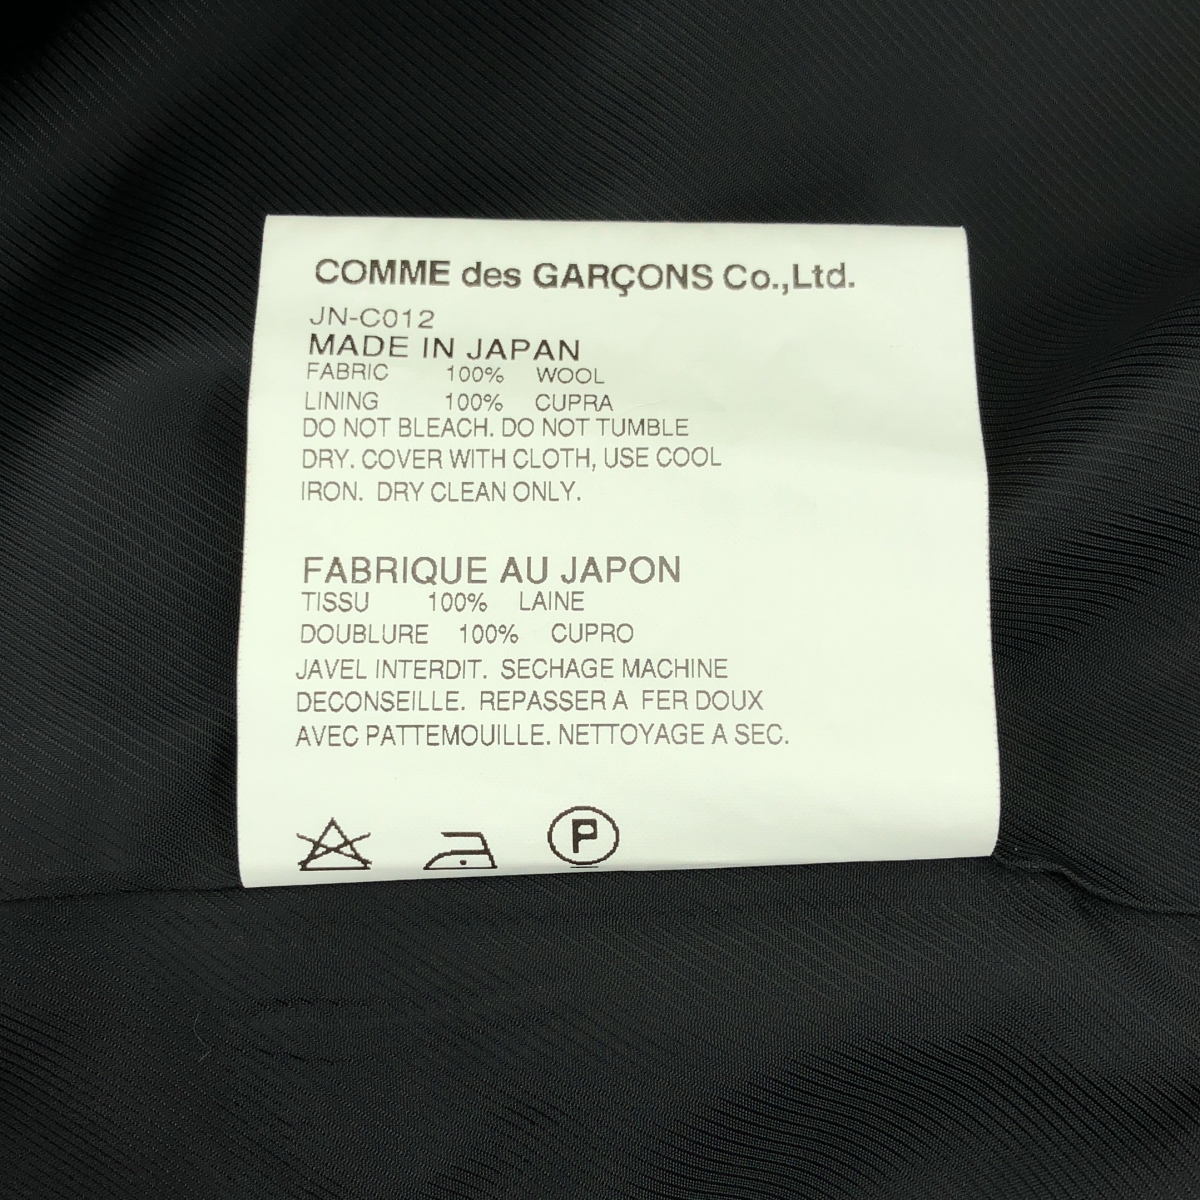 COMME des GARÇONS Co.,Ltd.
JN-C012
MADE IN JAPAN
FABRIC 100% WOOL
LINING 100% CUPRA
DO NOT BLEACH. DO NOT TUMBLE
DRY. COVER WITH CLOTH, USE COOL
IRON. DRY CLEAN ONLY.
FABRIQUE AU JAPON
TISSU 100% LAINE
DOUBLURE 100% CUPRO
JAVEL INTERDIT. SECHAGE MACHINE
DECONSEILLE. REPASSER A FER DOUX
AVEC PATTEMOUILLE. NETTOYAGE A SEC.
P